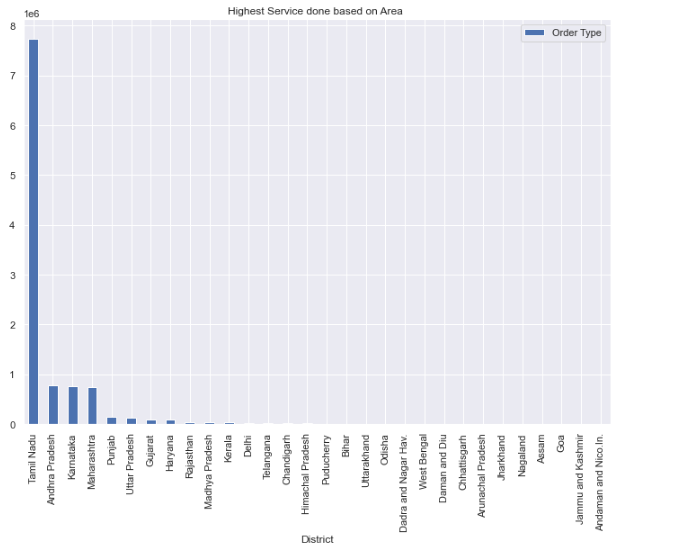 Highest Service done based on Area
1e6
Order Type
8
7
6
5
4
3
2
1
0
Tamil Nadu
Andhra Pradesh
Karnataka
Maharashtra
Punjab
Uttar Pradesh
Gujarat
Haryana
Rajasthan
Madhya Pradesh
Kerala
Delhi
Telangana
Chandigarh
Himachal Pradesh
Puducherry
Bihar
Uttarakhand
Odisha
Dadra and Nagar Hav.
West Bengal
Daman and Diu
Chhattisgarh
Arunachal Pradesh
Jharkhand
Nagaland
Assam
Goa
Jammu and Kashmir
Andaman and Nico.In.
District